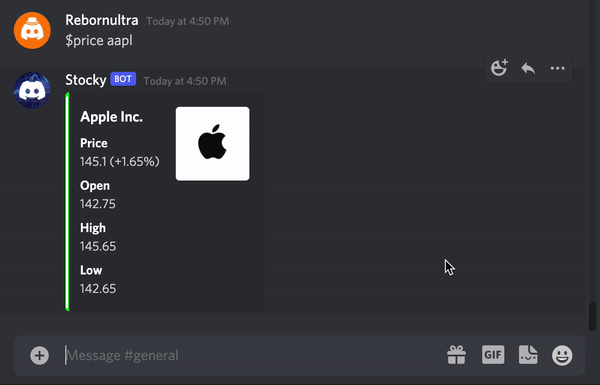 Rebornultra Today at 4:50 PM
$price aapl
Stocky BOT Today at 4:50 PM
Apple Inc.
Price
145.1 (+1.65%)
Open
142.75
High
145.65
Low
142.65
Message #general
GIF